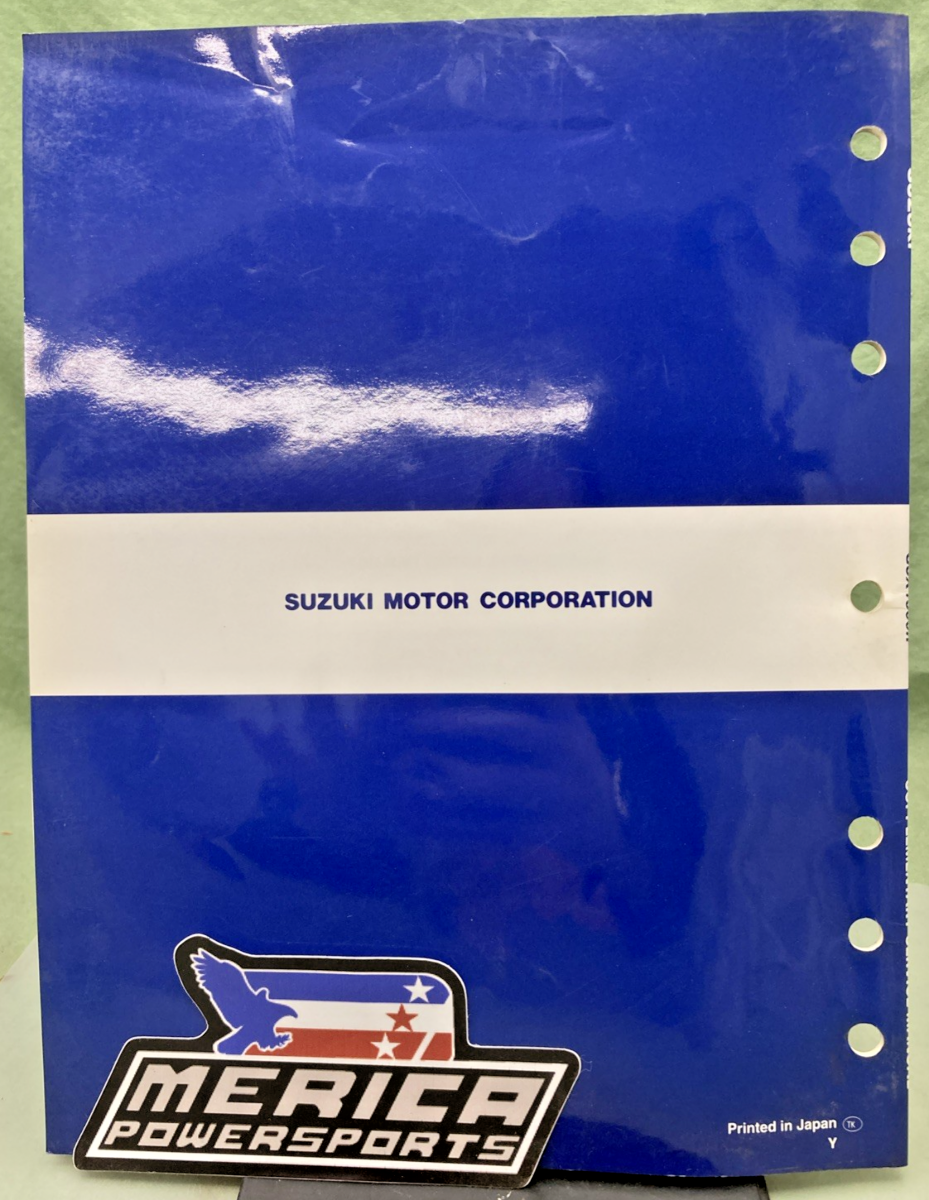 SUZUKI MOTOR CORPORATION
MERICA
POWERSPORTS
Printed in Japan TK
Y